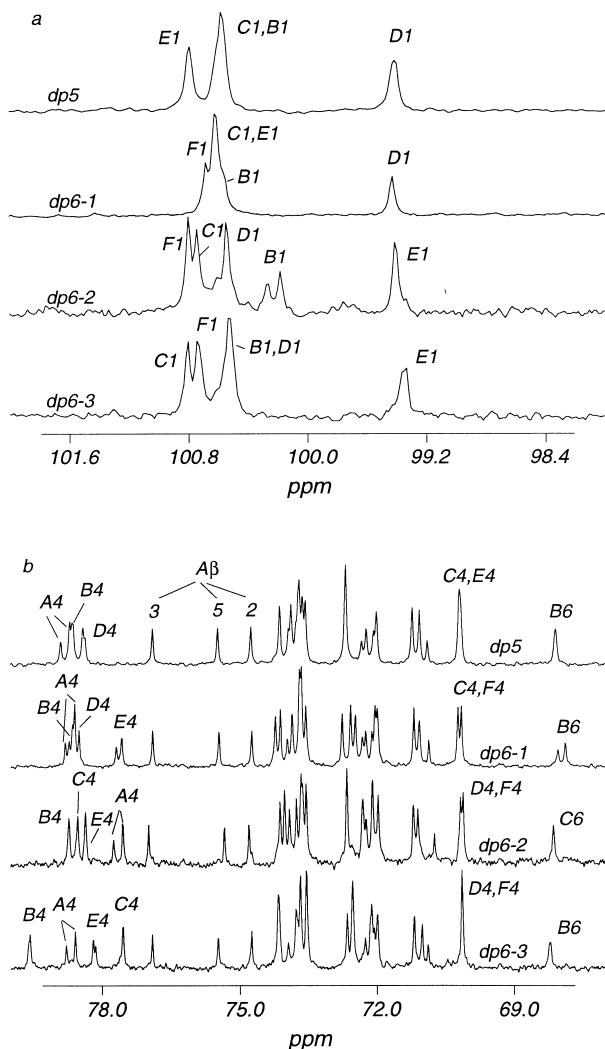 a
E1
C1,B1
D1
dp5
C1,E1
F1
B1
D1
dp6-1
F1
C1
D1
B1
E1
dp6-2
F1
C1
B1,D1
E1
dp6-3
101.6 100.8 100.0 99.2 98.4
ppm
b
Aβ
B4
A4
D4
3 5 2
C4,E4
B6
dp5
A4
B4
D4
E4
C4,F4
B6
dp6-1
C4
B4
E4
A4
D4,F4
C6
dp6-2
B4
A4
E4
C4
D4,F4
B6
dp6-3
78.0 75.0 72.0 69.0
ppm